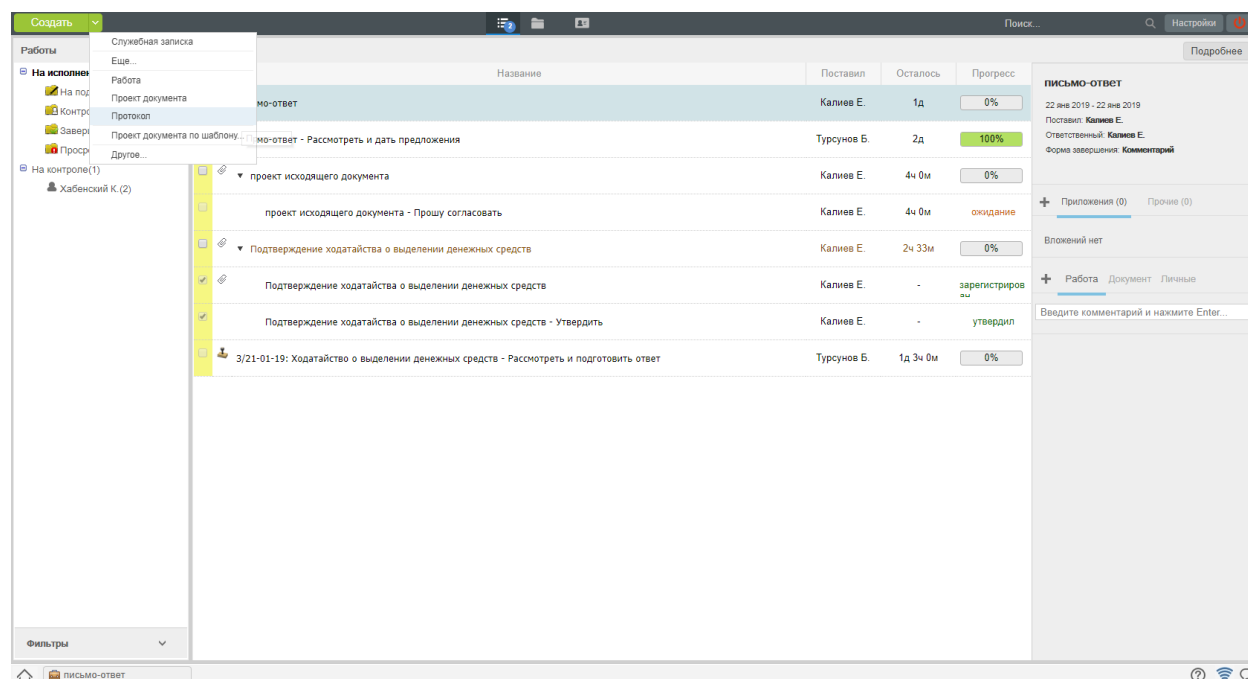 Создать
2
Поиск...
Настройки
Работы
Подробнее
Служебная записка
Еще...
Работа
Проект документа
Протокол
Проект документа по шаблону...
Другое...
На исполнен
На под
Контро
Заверш
Просро
На контроле(1)
Хабенский К.(2)
Название Поставил Осталось Прогресс
мо-ответ Калиев Е. 1д 0%
мо-ответ - Рассмотреть и дать предложения Турсунов Б. 2д 100%
проект исходящего документа Калиев Е. 4ч 0м 0%
проект исходящего документа - Прошу согласовать Калиев Е. 4ч 0м ожидание
Подтверждение ходатайства о выделении денежных средств Калиев Е. 2ч 33м 0%
Подтверждение ходатайства о выделении денежных средств Калиев Е. - зарегистрирован
Подтверждение ходатайства о выделении денежных средств - Утвердить Калиев Е. - утвердил
3/21-01-19: Ходатайство о выделении денежных средств - Рассмотреть и подготовить ответ Турсунов Б. 1д 3ч 0м 0%
письмо-ответ
22 янв 2019 - 22 янв 2019
Поставил: Калиев Е.
Ответственный: Калиев Е.
Форма завершения: Комментарий
Приложения (0) Прочие (0)
Вложений нет
Работа Документ Личные
Введите комментарий и нажмите Enter...
Фильтры
письмо-ответ